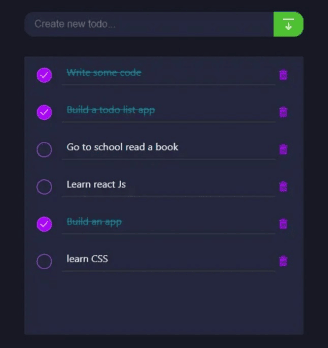 Create new todo...
Write some code
Build a todo list app
Go to school read a book
Learn react Js
Build an app
learn CSS